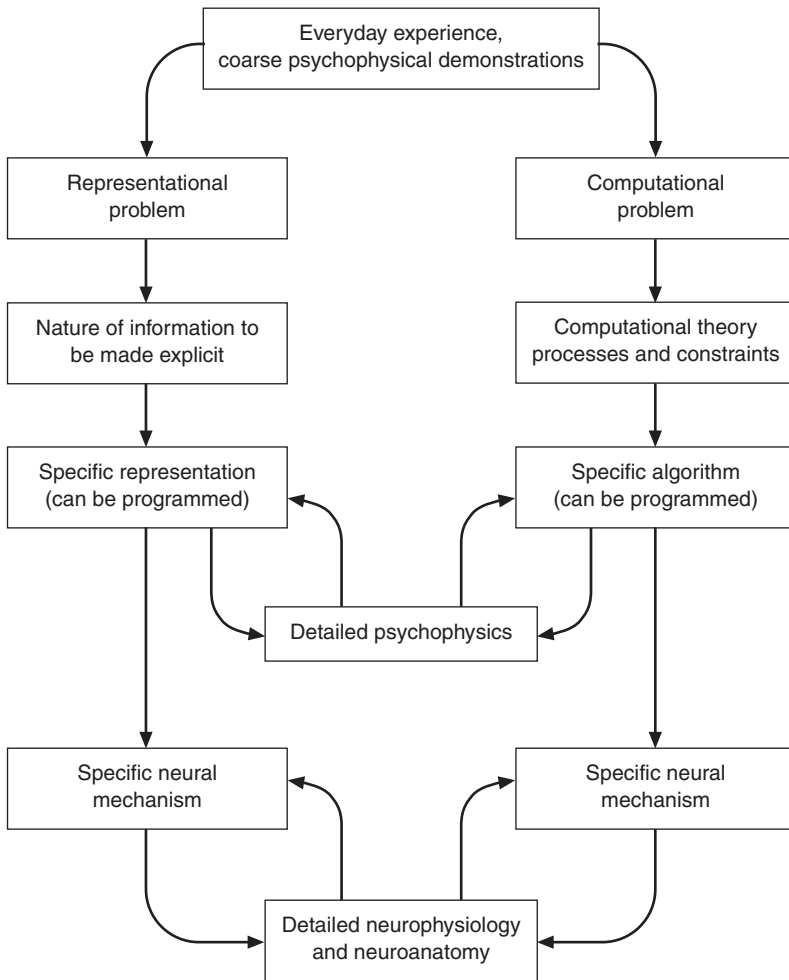 Everyday experience,
coarse psychophysical demonstrations
Representational
problem
Computational
problem
Nature of information to
be made explicit
Computational theory
processes and constraints
Specific representation
(can be programmed)
Specific algorithm
(can be programmed)
Detailed psychophysics
Specific neural
mechanism
Specific neural
mechanism
Detailed neurophysiology
and neuroanatomy